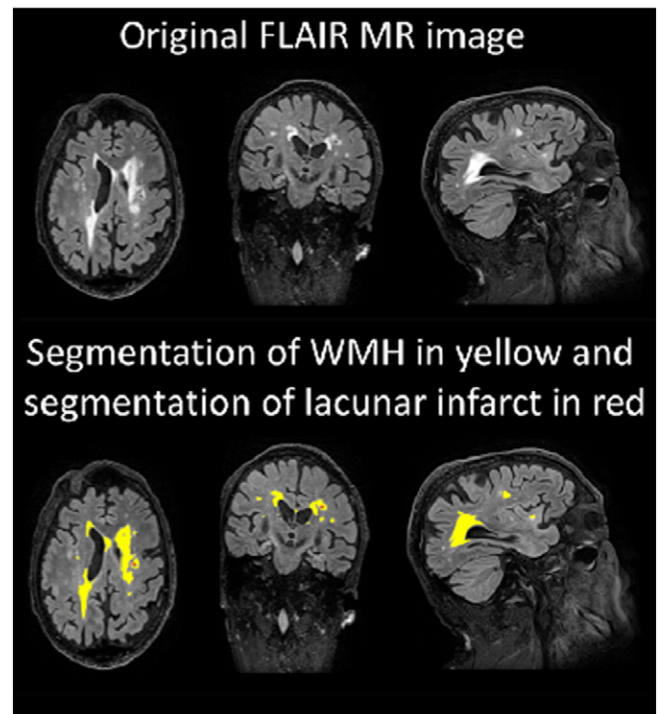 Original FLAIR MR image
Segmentation of WMH in yellow and
segmentation of lacunar infarct in red